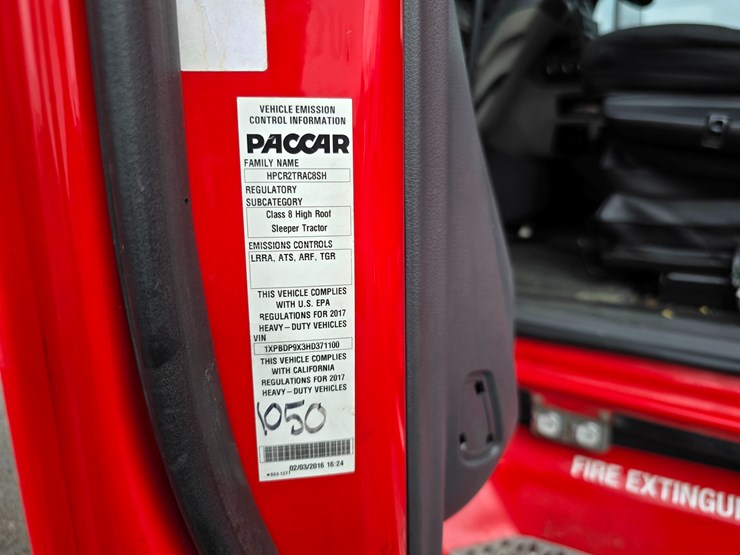 VEHICLE EMISSION
CONTROL INFORMATION
PACCAR
FAMILY NAME
HPCR2TRAC8SH
REGULATORY
SUBCATEGORY
Class 8 High Roof
Sleeper Tractor
EMISSIONS CONTROLS
LRRA, ATS, ARF, TGR
THIS VEHICLE COMPLIES
WITH U.S. EPA
REGULATIONS FOR 2017
HEAVY-DUTY VEHICLES
VIN
1XPBDP9X3HD371100
THIS VEHICLE COMPLIES
WITH CALIFORNIA
REGULATIONS FOR 2017
HEAVY-DUTY VEHICLES
1050
02/03/2016 16:24
FIRE EXTINGUI